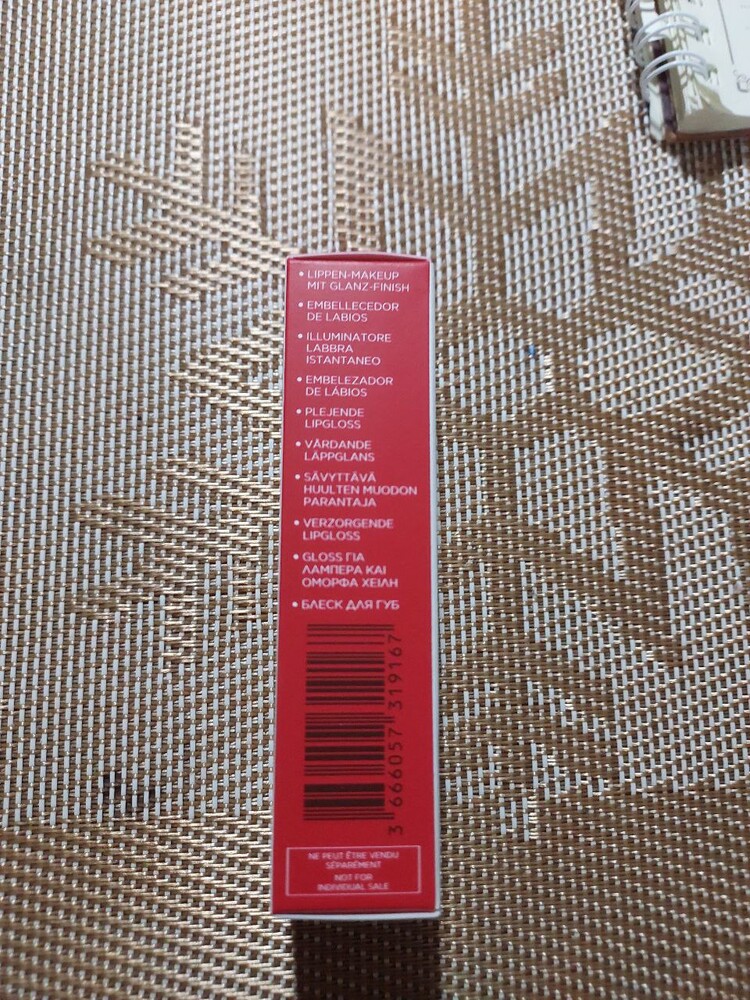 • LIPPEN-MAKEUP
MIT GLANZ-FINISH
• EMBELLECEDOR
DE LABIOS
• ILLUMINATORE
LABBRA
ISTANTANEO
• EMBELEZADOR
DE LÁBIOS
• PLEJENDE
LIPGLOSS
• VÅRDANDE
LÄPPGLANS
• SÄVYTTÄVÄ
HUULTEN MUODON
PARANTAJA
• VERZORGENDE
LIPGLOSS
• GLOSS ΓΙΑ
ΛΑΜΠΕΡΑ ΚΑΙ
ΟΜΟΡΦΑ ΧΕΙΛΗ
• БЛЕСК ДЛЯ ГУБ
3 666057 319167
NE PEUT ÊTRE VENDU
SÉPARÉMENT
NOT FOR
INDIVIDUAL SALE